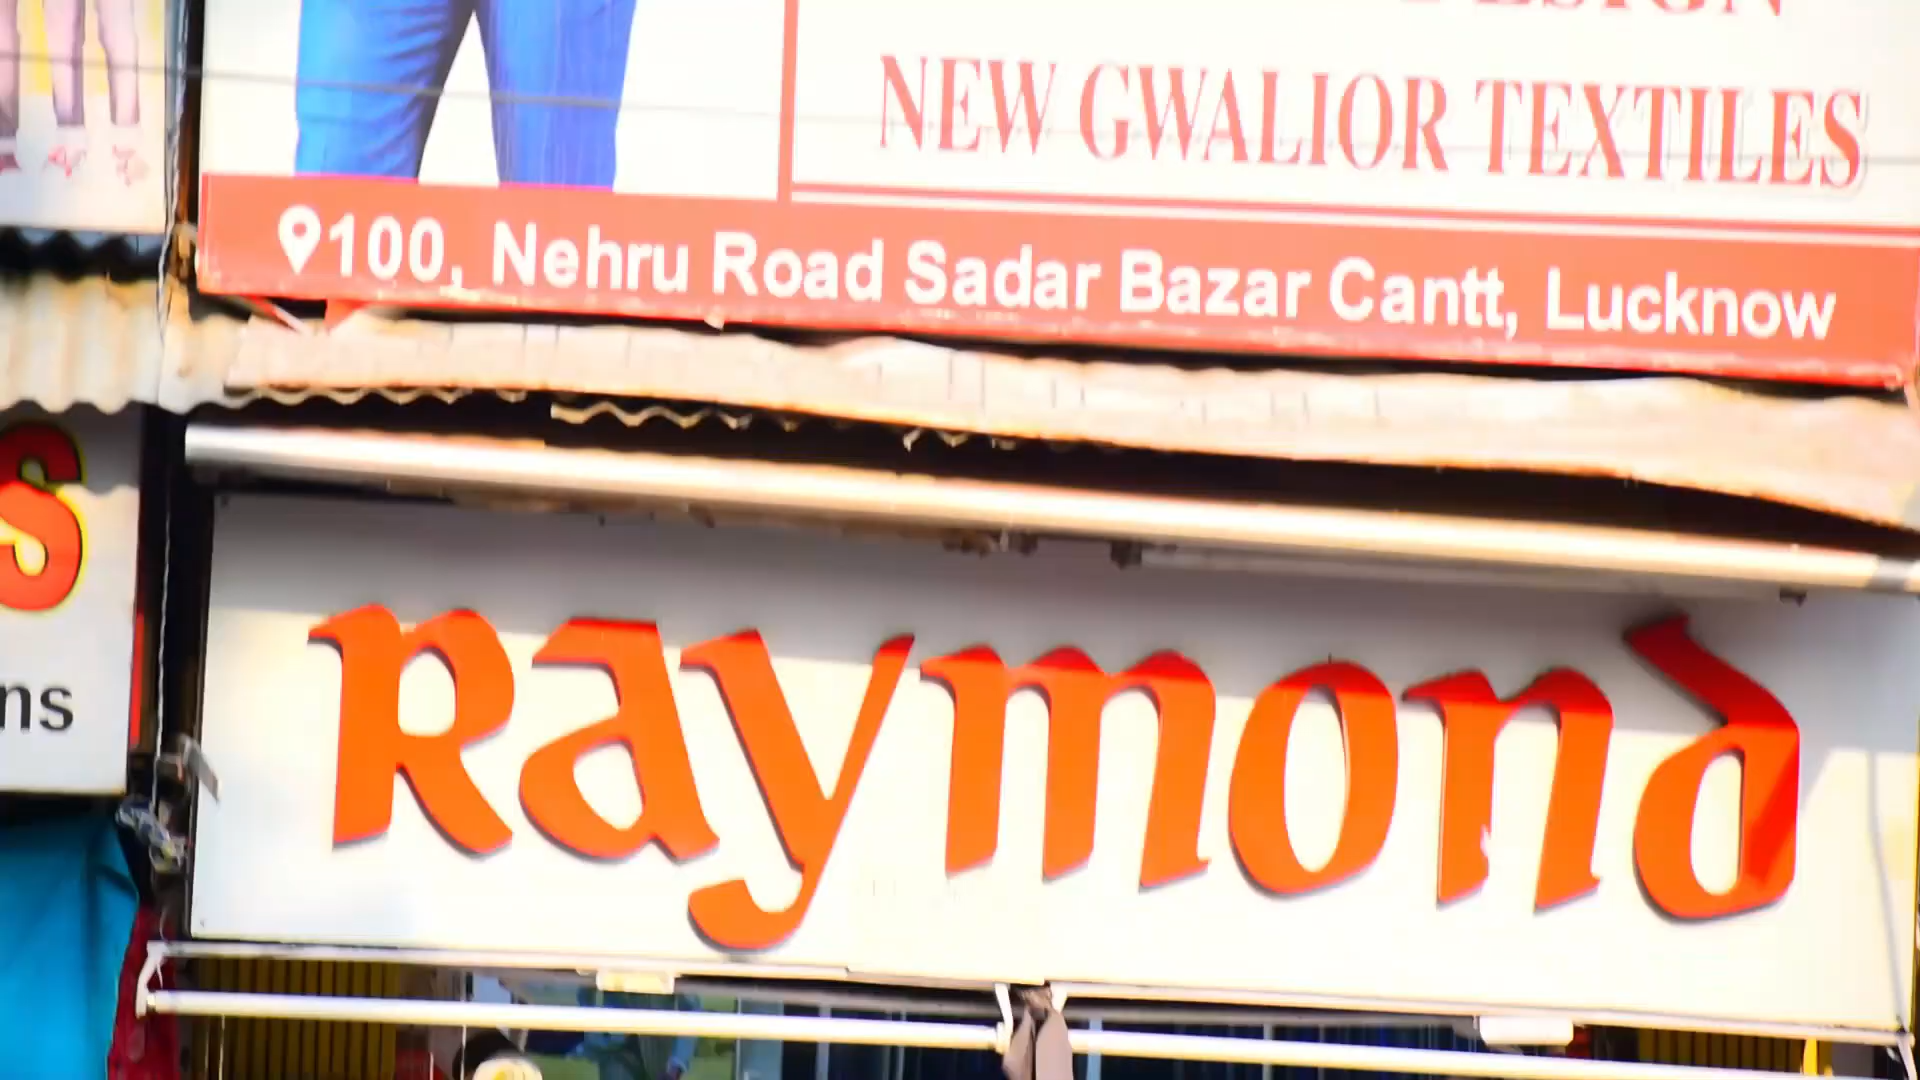 NEW GWALIOR TEXTILES
100, Nehru Road Sadar Bazar Cantt, Lucknow
Raymond